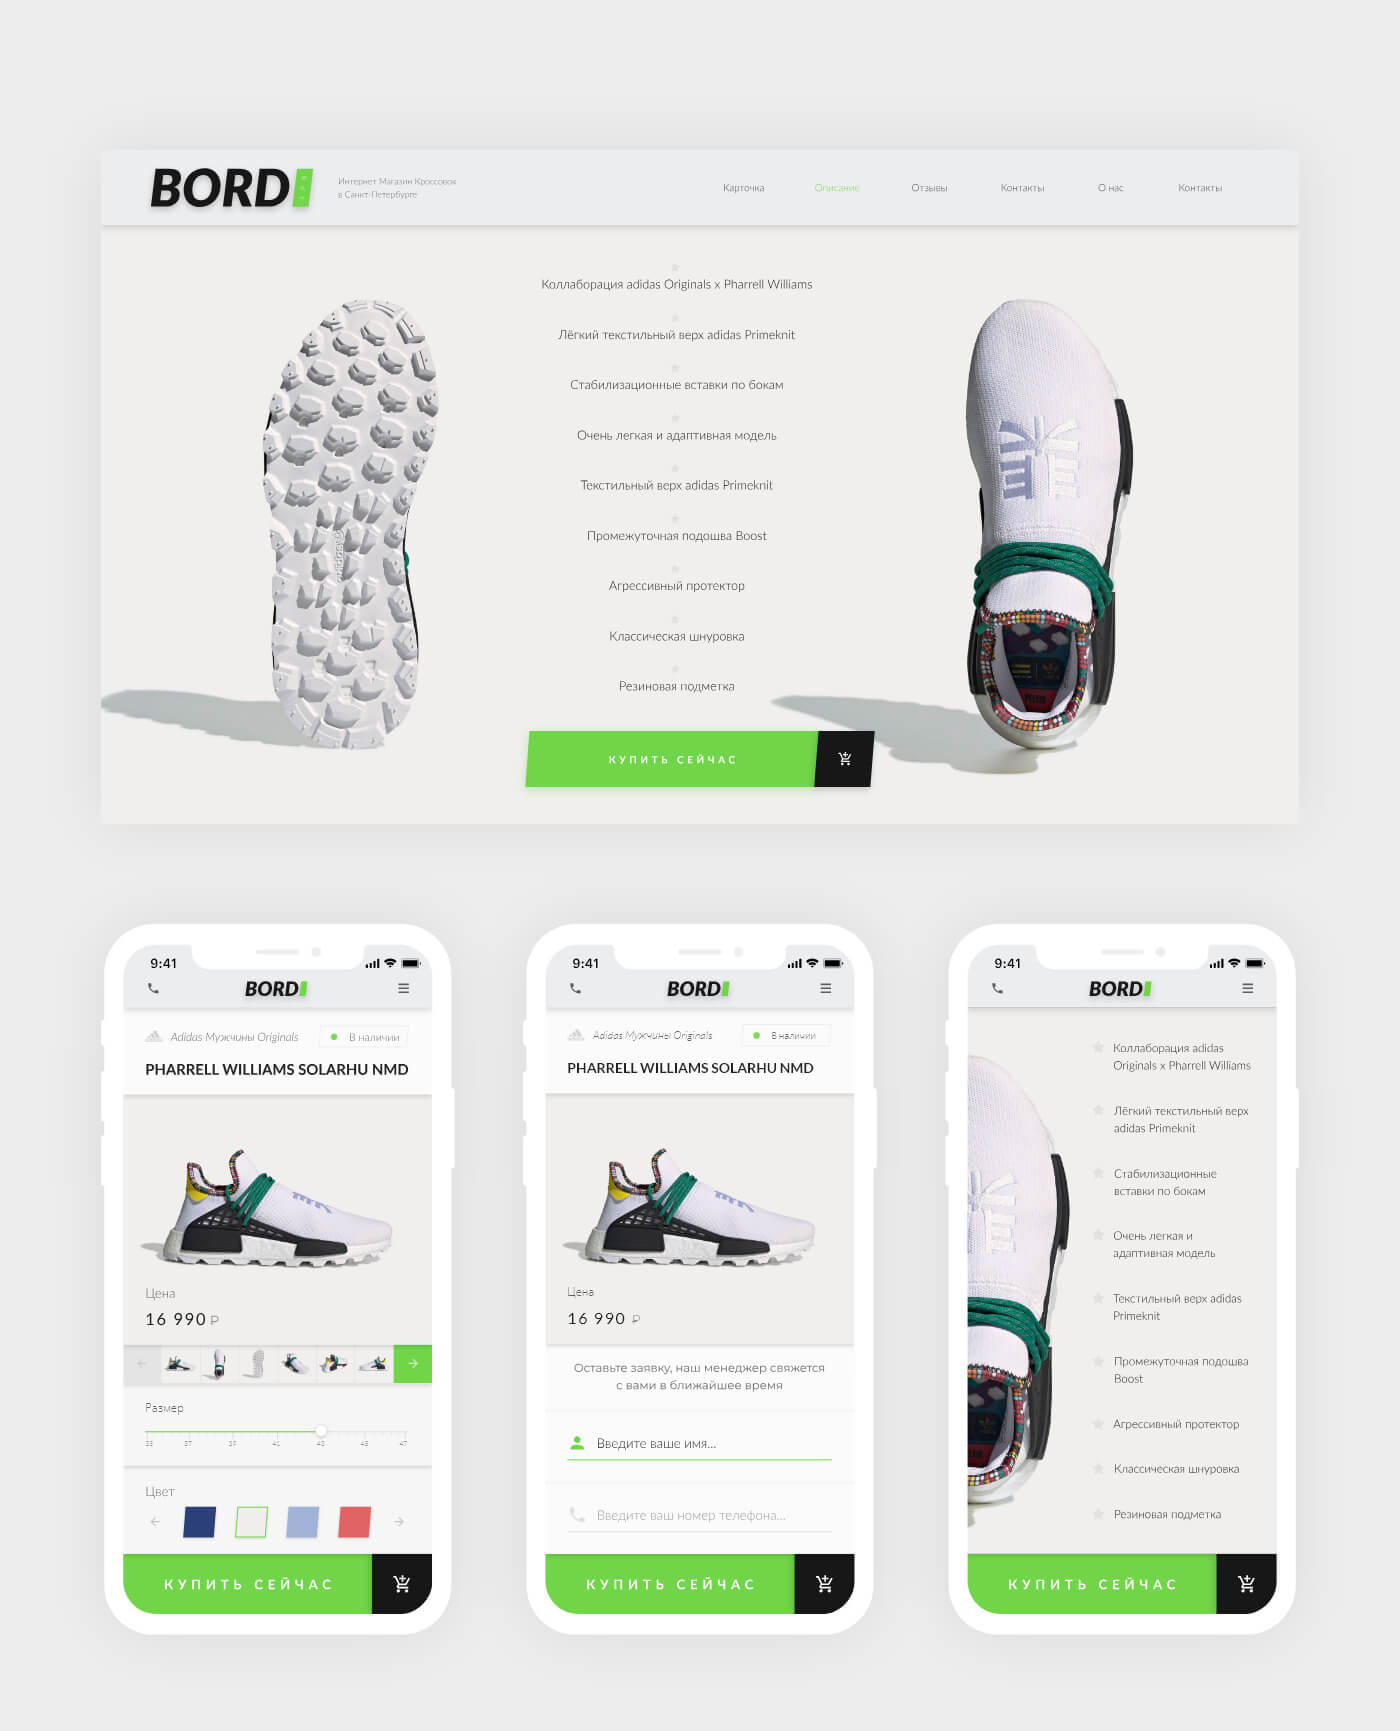 BORD
Интернет Магазин Кроссовок
в Санкт-Петербурге
Карточка
Описание
Отзывы
Контакты
О нас
Контакты
Коллаборация adidas Originals x Pharrell Williams
Лёгкий текстильный верх adidas Primeknit
Стабилизационные вставки по бокам
Очень легкая и адаптивная модель
Текстильный верх adidas Primeknit
Промежуточная подошва Boost
Агрессивный протектор
Классическая шнуровка
Резиновая подметка
adidas
КУПИТЬ СЕЙЧАС
9:41
BORD
Adidas Мужчины Originals
В наличии
PHARRELL WILLIAMS SOLARHU NMD
Цена
16 990 ₽
Размер
35 37 39 41 43 45 47
Цвет
КУПИТЬ СЕЙЧАС
9:41
BORD
Adidas Мужчины Originals
В наличии
PHARRELL WILLIAMS SOLARHU NMD
Цена
16 990 ₽
Оставьте заявку, наш менеджер свяжется
с вами в ближайшее время
Введите ваше имя...
Введите ваш номер телефона...
КУПИТЬ СЕЙЧАС
9:41
BORD
Коллаборация adidas
Originals x Pharrell Williams
Лёгкий текстильный верх
adidas Primeknit
Стабилизационные
вставки по бокам
Очень легкая и
адаптивная модель
Текстильный верх adidas
Primeknit
Промежуточная подошва
Boost
Агрессивный протектор
Классическая шнуровка
Резиновая подметка
КУПИТЬ СЕЙЧАС